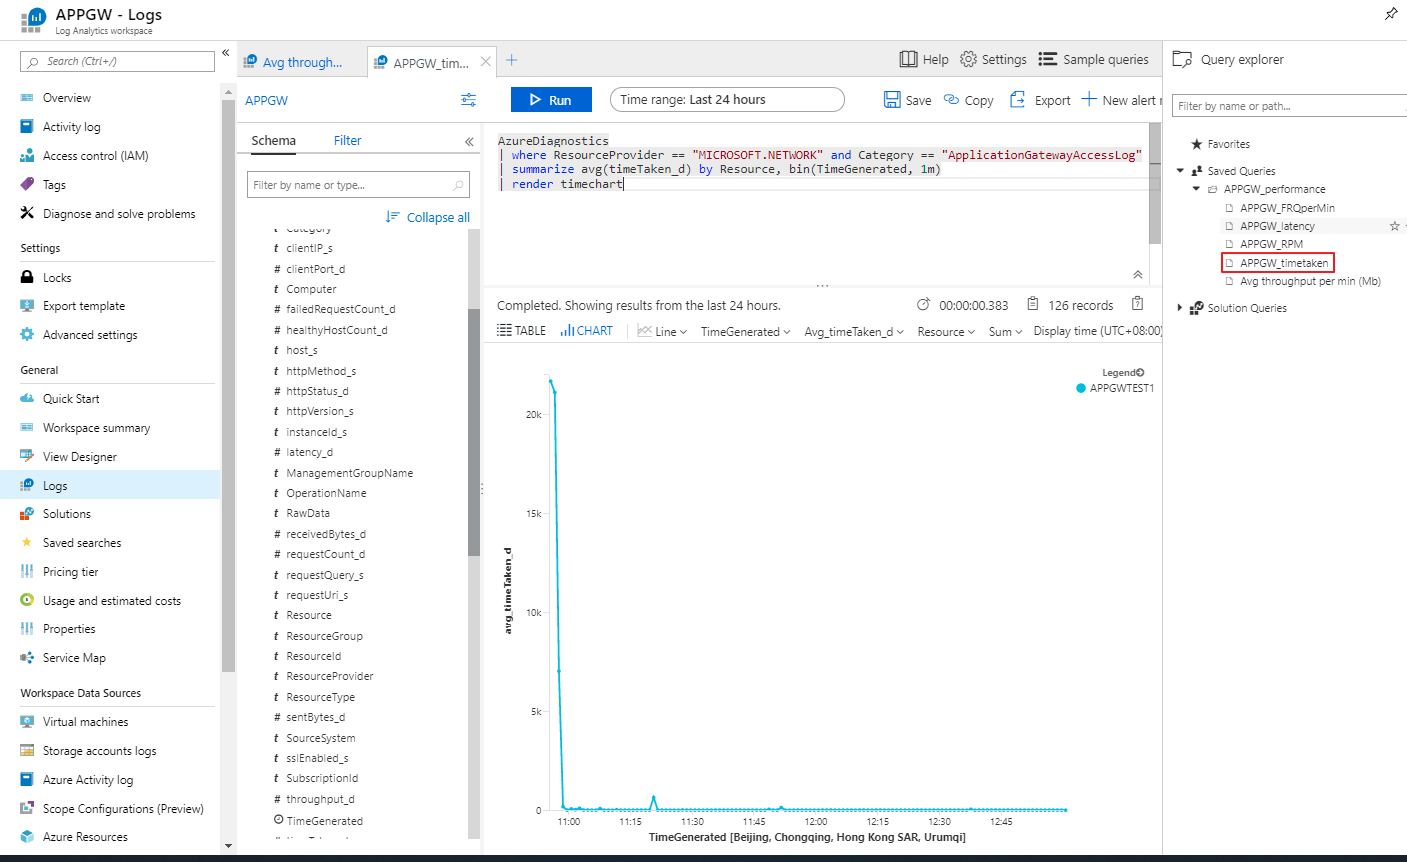 APPGW - Logs
Log Analytics workspace
Search (Ctrl+/)
Overview
Activity log
Access control (IAM)
Tags
Diagnose and solve problems
Settings
Locks
Export template
Advanced settings
General
Quick Start
Workspace summary
View Designer
Logs
Solutions
Saved searches
Pricing tier
Usage and estimated costs
Properties
Service Map
Workspace Data Sources
Virtual machines
Storage accounts logs
Azure Activity log
Scope Configurations (Preview)
Azure Resources
Avg through...
APPGW_tim...
Help
Settings
Sample queries
APPGW
Run
Time range: Last 24 hours
Save
Copy
Export
New alert
Schema
Filter
Filter by name or type...
Collapse all
Category
t clientIP_s
# clientPort_d
t Computer
# failedRequestCount_d
# healthyHostCount_d
t host_s
t httpMethod_s
# httpStatus_d
t httpVersion_s
t instanceId_s
# latency_d
t ManagementGroupName
t OperationName
t RawData
# receivedBytes_d
# requestCount_d
t requestQuery_s
t requestUri_s
t Resource
t ResourceGroup
t ResourceId
t ResourceProvider
t ResourceType
# sentBytes_d
t SourceSystem
t sslEnabled_s
t SubscriptionId
# throughput_d
TimeGenerated
AzureDiagnostics
| where ResourceProvider == "MICROSOFT.NETWORK" and Category == "ApplicationGatewayAccessLog"
| summarize avg(timeTaken_d) by Resource, bin(TimeGenerated, 1m)
| render timechart
Completed. Showing results from the last 24 hours.
00:00:00.383
126 records
TABLE
CHART
Line
TimeGenerated
Avg_timeTaken_d
Resource
Sum
Display time (UTC+08:00)
Legend
APPGWTEST1
20k
15k
10k
5k
0
avg_timeTaken_d
11:00
11:15
11:30
11:45
12:00
12:15
12:30
12:45
TimeGenerated [Beijing, Chongqing, Hong Kong SAR, Urumqi]
Query explorer
Filter by name or path...
Favorites
Saved Queries
APPGW_performance
APPGW_FRQperMin
APPGW_latency
APPGW_RPM
APPGW_timetaken
Avg throughput per min (Mb)
Solution Queries